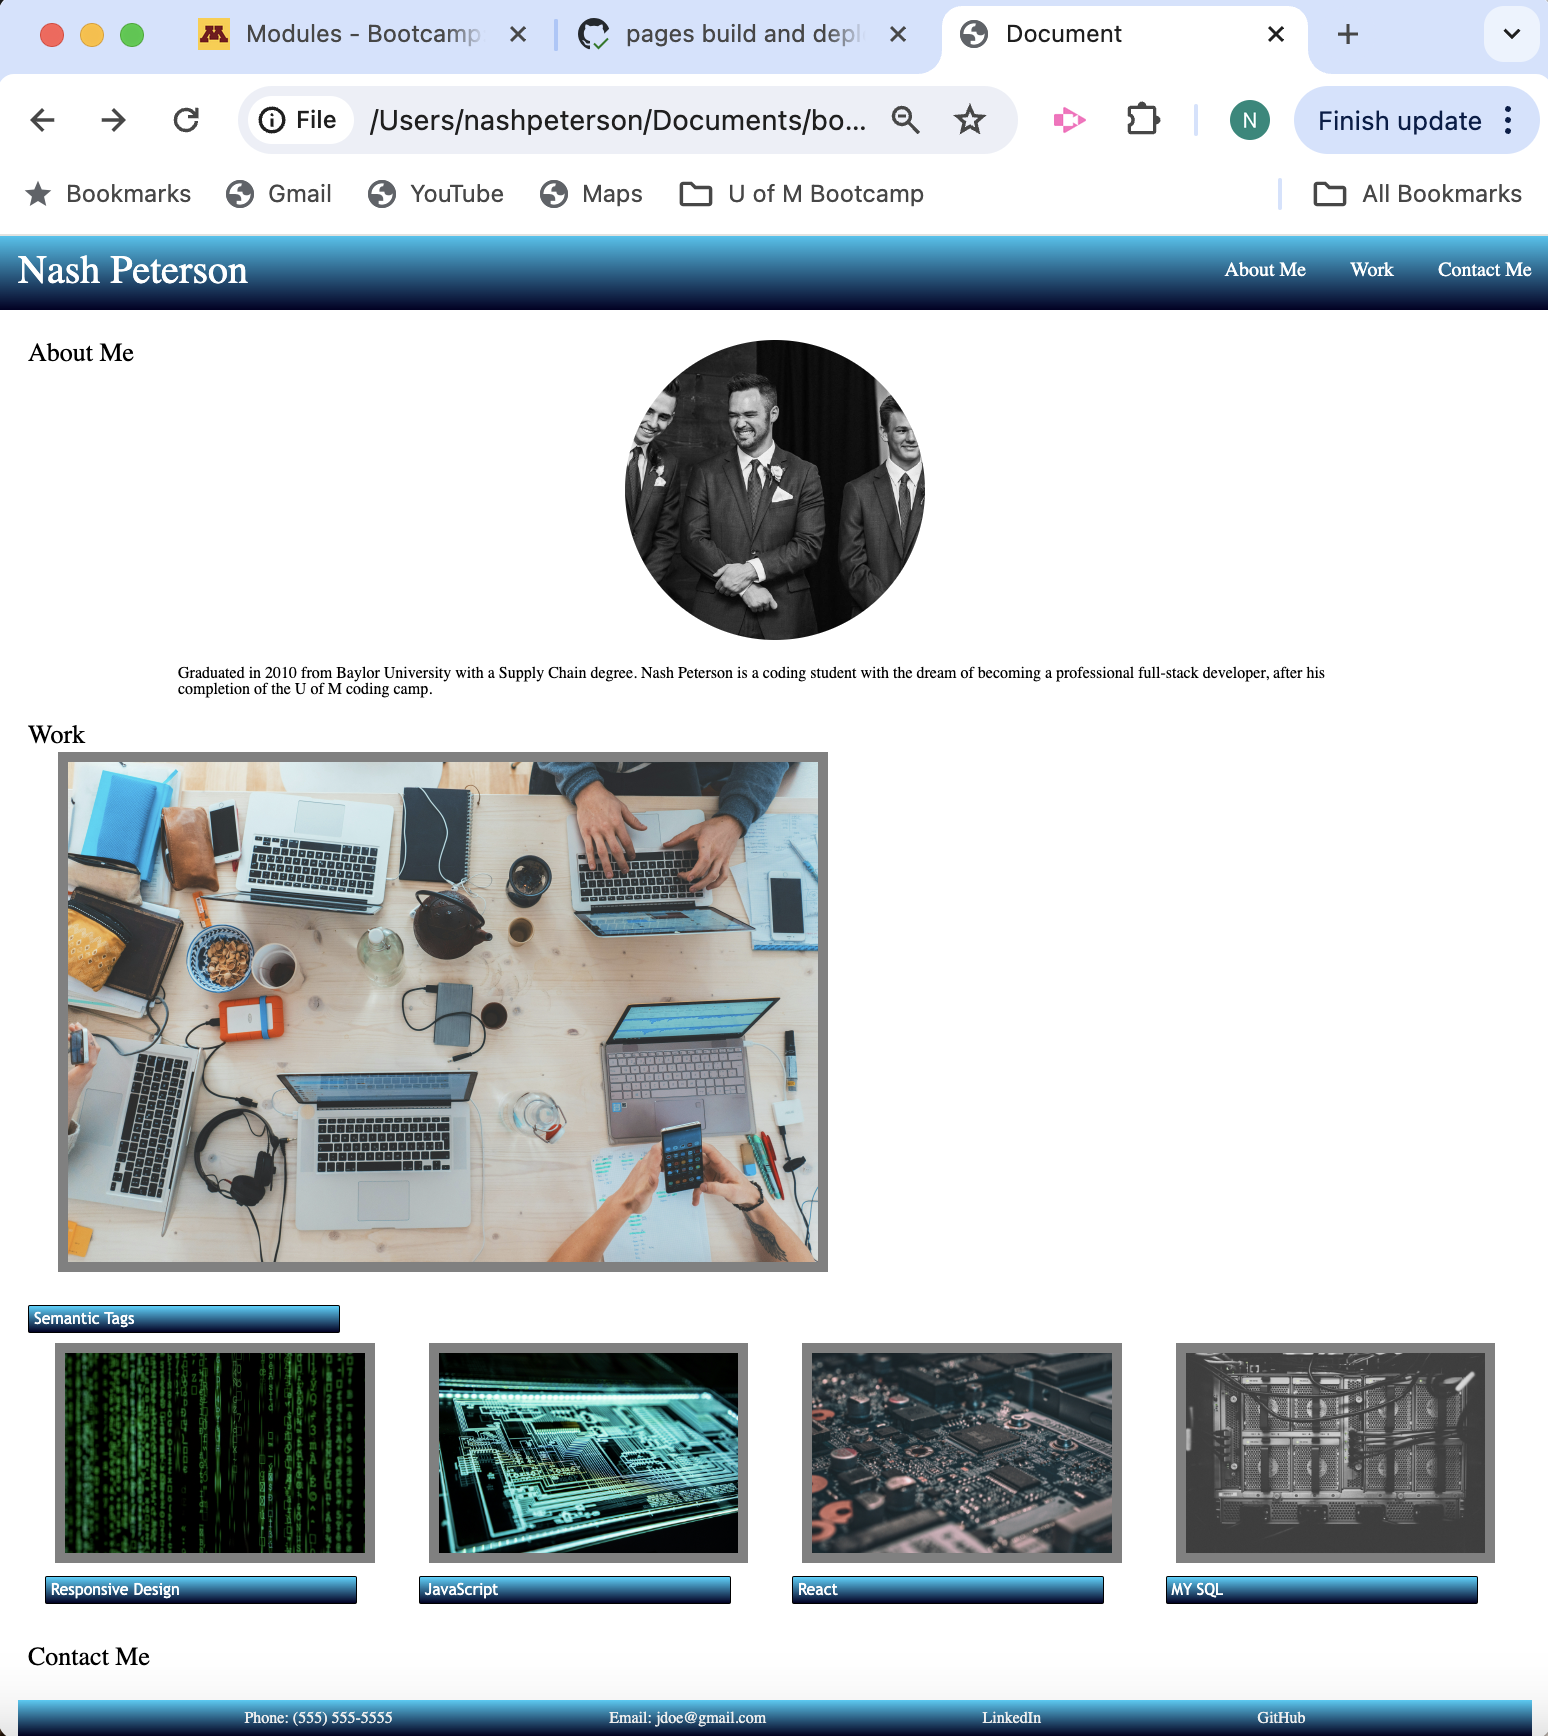 Modules - Bootcamp
pages build and depl
Document
File
/Users/nashpeterson/Documents/bo...
N
Finish update
Bookmarks
Gmail
YouTube
Maps
U of M Bootcamp
All Bookmarks
Nash Peterson
About Me
Work
Contact Me
About Me
Graduated in 2010 from Baylor University with a Supply Chain degree. Nash Peterson is a coding student with the dream of becoming a professional full-stack developer, after his
completion of the U of M coding camp.
Work
Semantic Tags
Responsive Design
JavaScript
React
MY SQL
Contact Me
Phone: (555) 555-5555
Email: jdoe@gmail.com
LinkedIn
GitHub